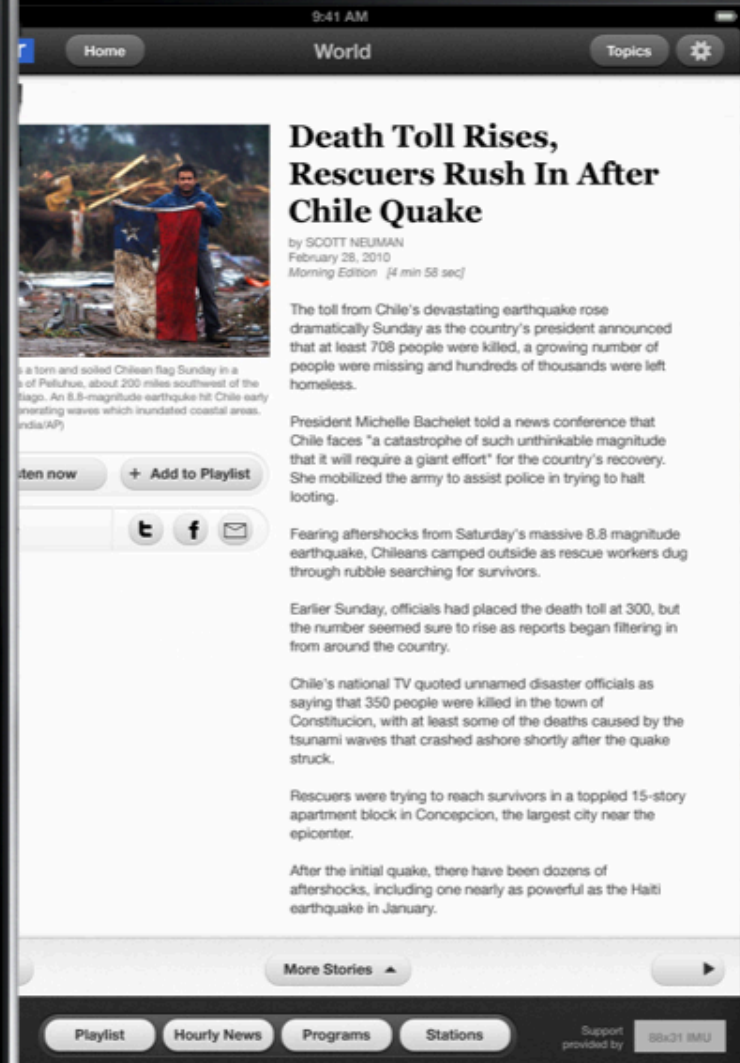 9:41 AM
Home
World
Topics
Death Toll Rises,
Rescuers Rush In After
Chile Quake
by SCOTT NEUMAN
February 28, 2010
Morning Edition [4 min 58 sec]
s a torn and soiled Chilean flag Sunday in a
of Pelluhue, about 200 miles southwest of the
tiago. An 8.8-magnitude earthquke hit Chile early
enerating waves which inundated coastal areas.
ndia/AP)
sten now
+ Add to Playlist
The toll from Chile's devastating earthquake rose
dramatically Sunday as the country's president announced
that at least 708 people were killed, a growing number of
people were missing and hundreds of thousands were left
homeless.
President Michelle Bachelet told a news conference that
Chile faces "a catastrophe of such unthinkable magnitude
that it will require a giant effort" for the country's recovery.
She mobilized the army to assist police in trying to halt
looting.
Fearing aftershocks from Saturday's massive 8.8 magnitude
earthquake, Chileans camped outside as rescue workers dug
through rubble searching for survivors.
Earlier Sunday, officials had placed the death toll at 300, but
the number seemed sure to rise as reports began filtering in
from around the country.
Chile's national TV quoted unnamed disaster officials as
saying that 350 people were killed in the town of
Constitucion, with at least some of the deaths caused by the
tsunami waves that crashed ashore shortly after the quake
struck.
Rescuers were trying to reach survivors in a toppled 15-story
apartment block in Concepcion, the largest city near the
epicenter.
After the initial quake, there have been dozens of
aftershocks, including one nearly as powerful as the Haiti
earthquake in January.
More Stories
Playlist
Hourly News
Programs
Stations
Support
provided by
88x31 IMU